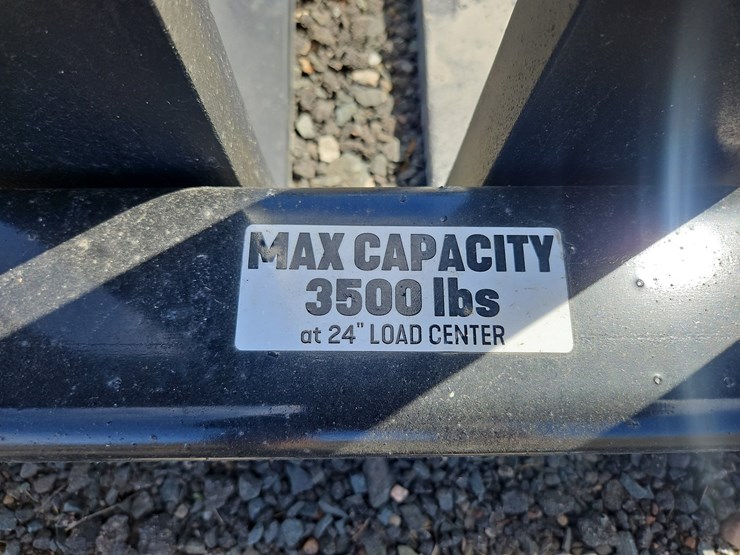 MAX CAPACITY
3500 lbs
at 24" LOAD CENTER